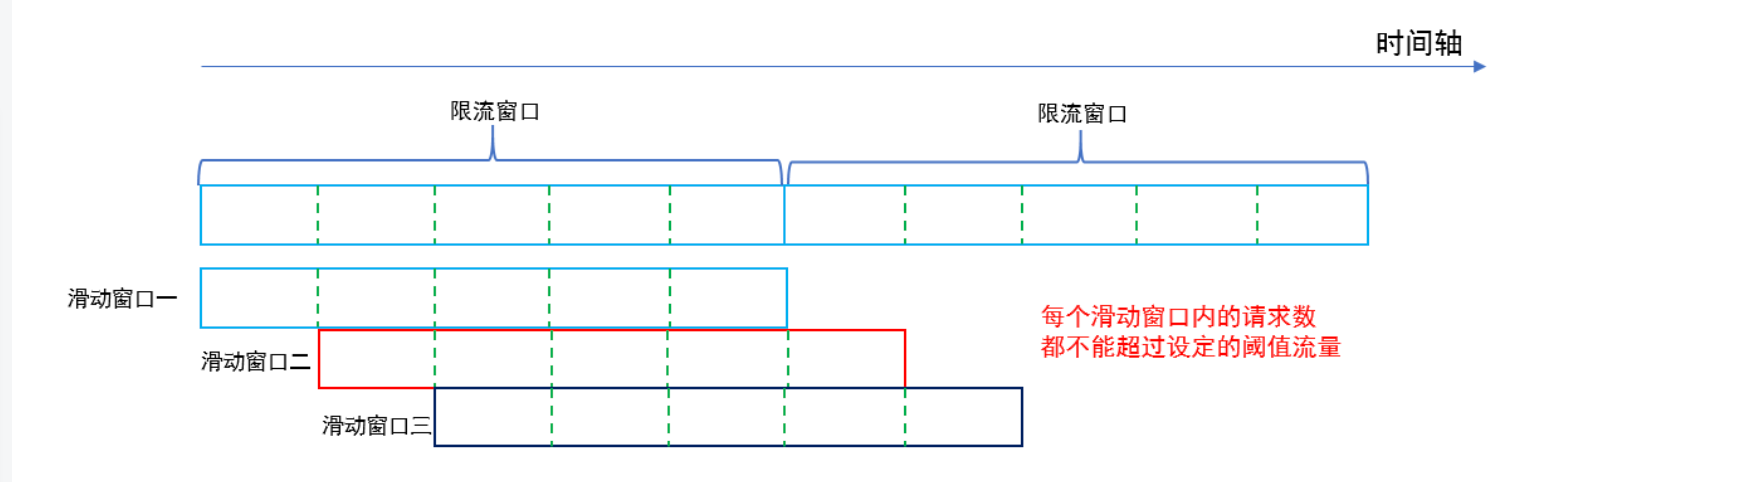 时间轴
限流窗口
限流窗口
滑动窗口一
每个滑动窗口内的请求数
都不能超过设定的阈值流量
滑动窗口二
滑动窗口三